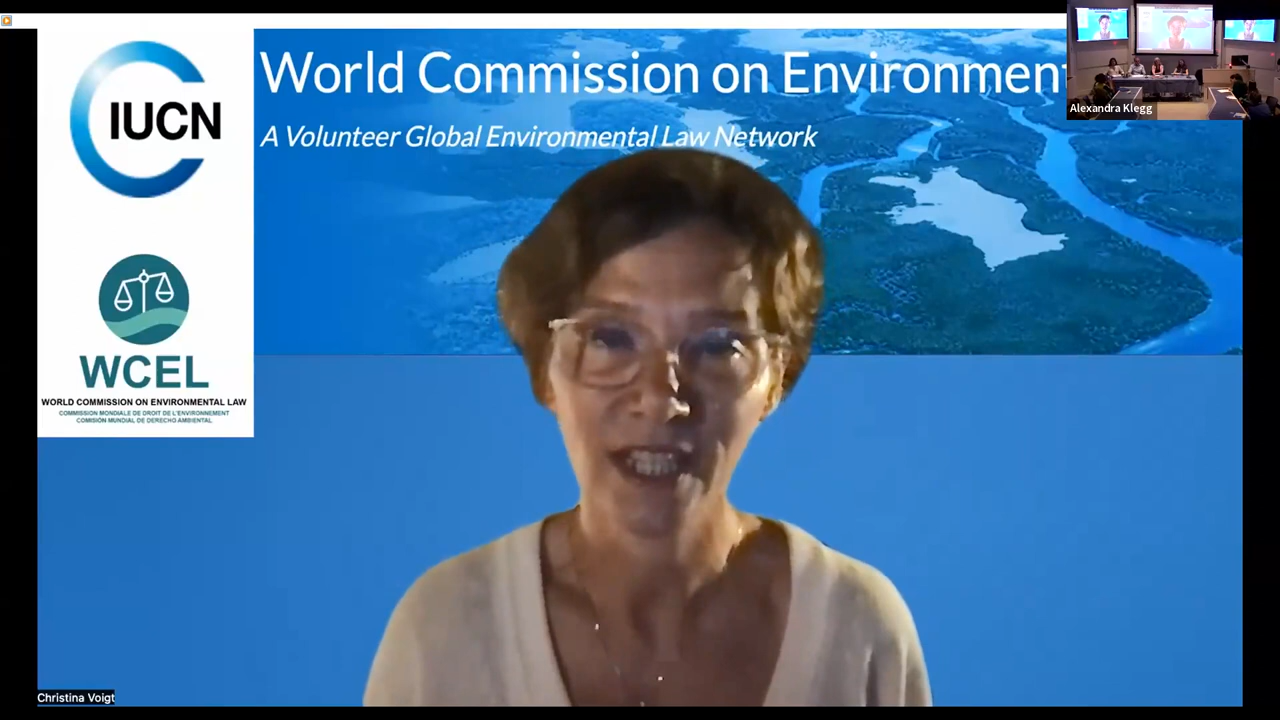 World Commission on Environment
A Volunteer Global Environmental Law Network
IUCN
Alexandra Klegg
WCEL
WORLD COMMISSION ON ENVIRONMENTAL LAW
COMMISSION MONDIALE DE DROIT DE L'ENVIRONNEMENT
COMISIÓN MUNDIAL DE DERECHO AMBIENTAL
Christina Voigt